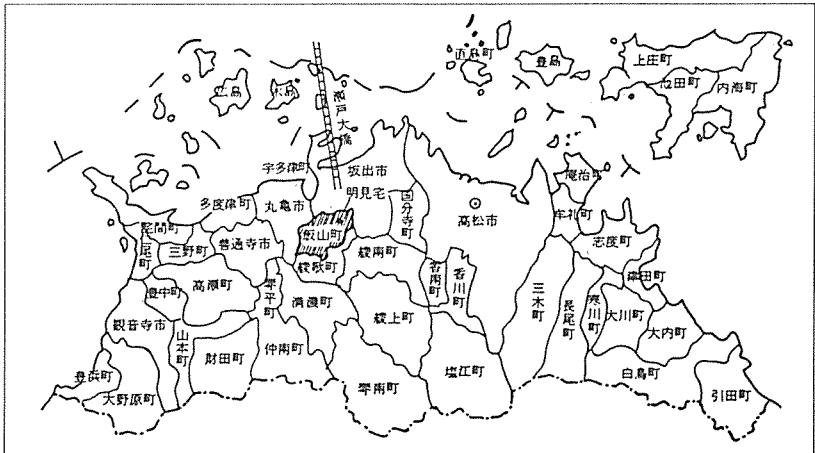 直島町
豊島
上庄町
池田町
内海町
広島
本島
瀬戸大橋
宇多津町
坂出市
明見宅
国分寺町
高松市
庵治町
牟礼町
多度津町
丸亀市
飯山町
志度町
詫間町
三野町
善通寺市
綾南町
津田町
仁尾町
綾歌町
香南町
香川町
三木町
長尾町
寒川町
大川町
大内町
豊中町
高瀬町
琴平町
満濃町
綾上町
観音寺市
山本町
財田町
仲南町
琴南町
塩江町
白鳥町
引田町
豊浜町
大野原町